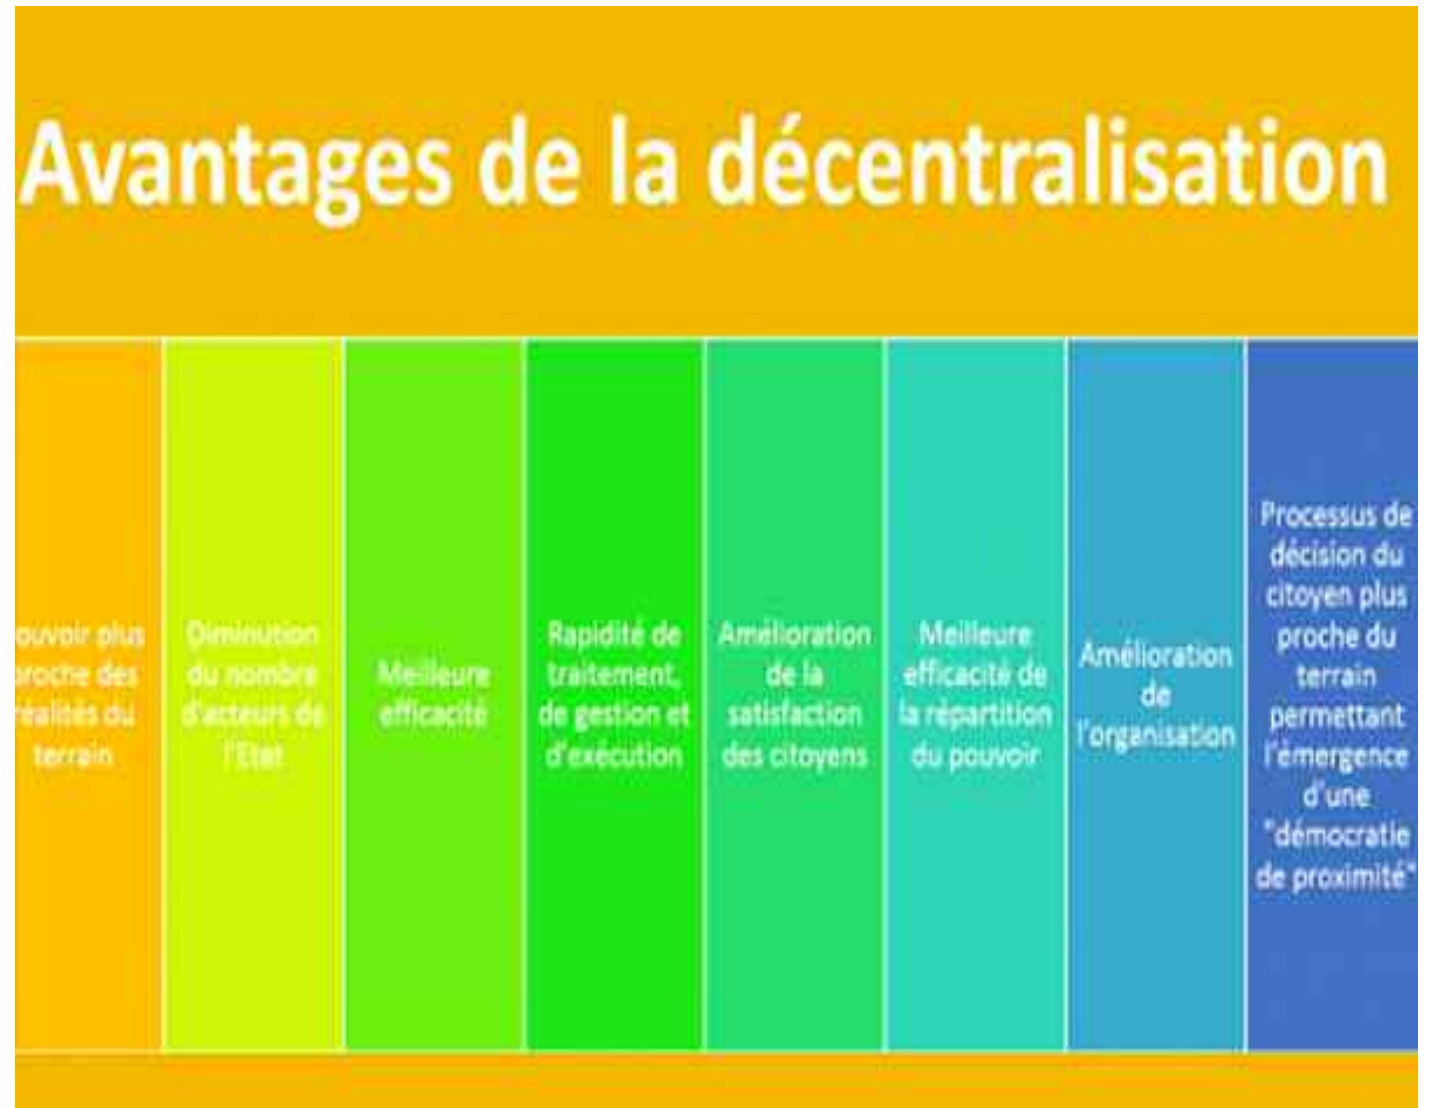 Avantages de la décentralisation
ouvoir plus
proche des
réalités du
terrain
Diminution
du nombre
d'acteurs de
l'Etat
Meilleure
efficacité
Rapidité de
traitement,
de gestion et
d'exécution
Amélioration
de la
satisfaction
des citoyens
Meilleure
efficacité de
la répartition
du pouvoir
Amélioration
de
l'organisation
Processus de
décision du
citoyen plus
proche du
terrain
permettant
l'émergence
d'une
"démocratie
de proximité"